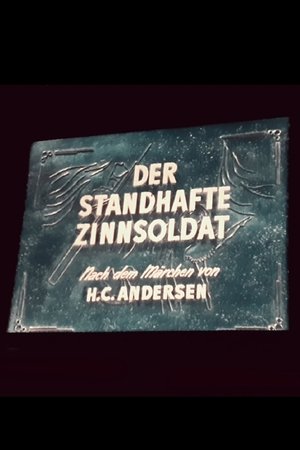 DER
STANDHAFTE
ZINNSOLDAT
Nach dem Märchen von
H.C. ANDERSEN